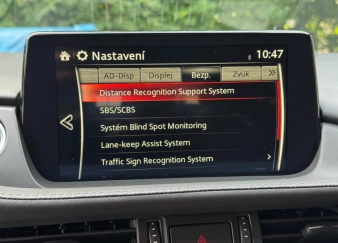 Nastavení
10:47
AD-Disp Displej Bezp. Zvuk
Distance Recognition Support System
SBS/SCBS
Systém Blind Spot Monitoring
Lane-keep Assist System
Traffic Sign Recognition System